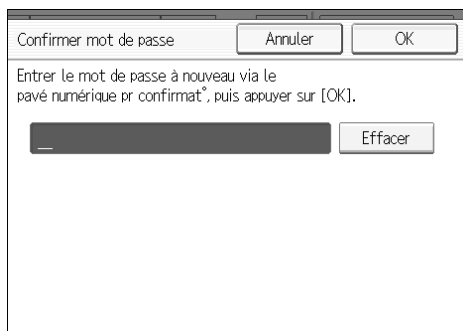 Confirmer mot de passe Annuler OK
Entrer le mot de passe à nouveau via le
pavé numérique pr confirmat°, puis appuyer sur [OK].
Effacer